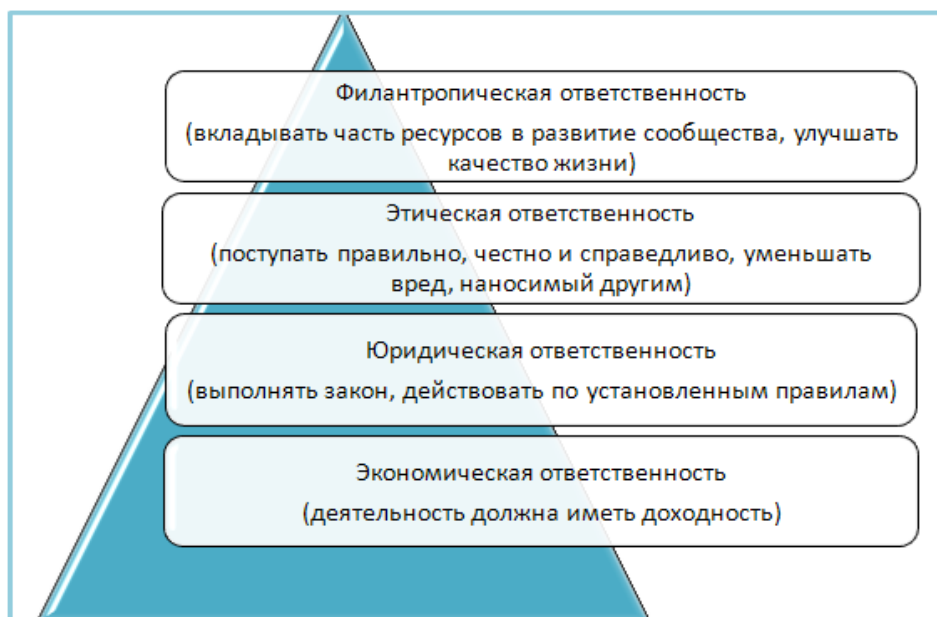 Филантропическая ответственность
(вкладывать часть ресурсов в развитие сообщества, улучшать
качество жизни)
Этическая ответственность
(поступать правильно, честно и справедливо, уменьшать
вред, наносимый другим)
Юридическая ответственность
(выполнять закон, действовать по установленным правилам)
Экономическая ответственность
(деятельность должна иметь доходность)